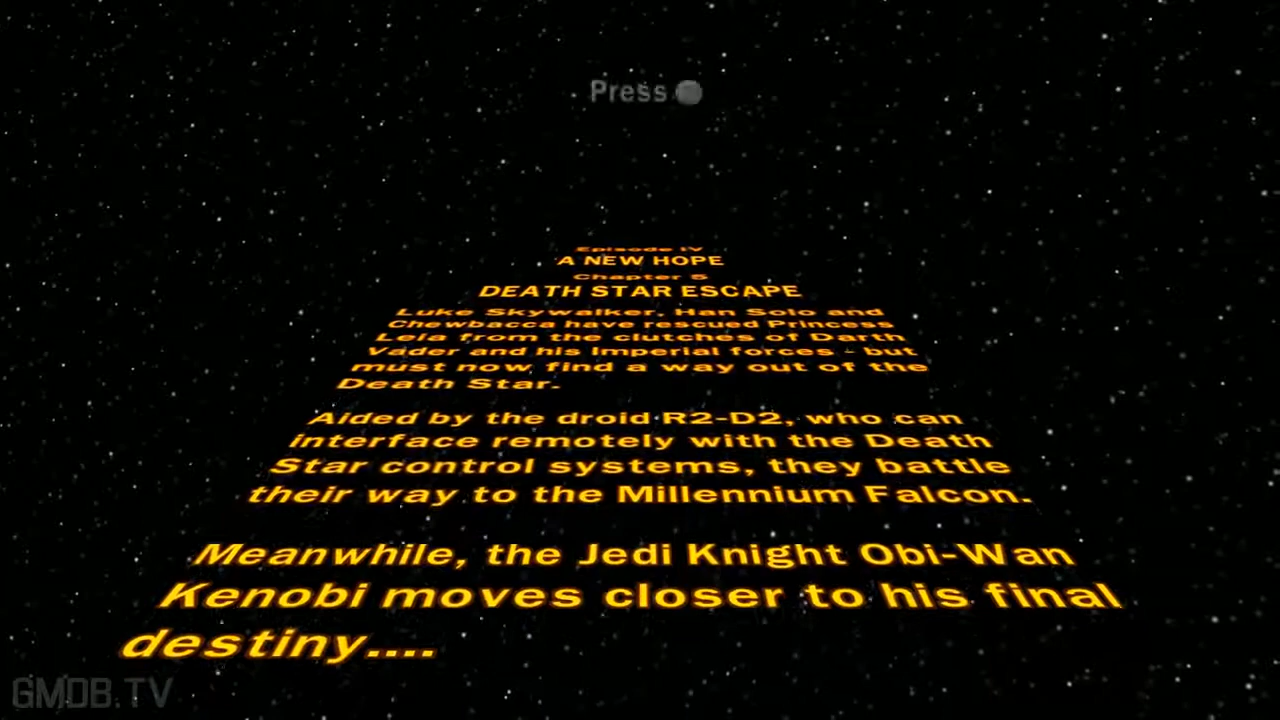 Press
Episode IV
A NEW HOPE
Chapter 5
DEATH STAR ESCAPE
Luke Skywalker, Han Solo and
Chewbacca have rescued Princess
Leia from the clutches of Darth
Vader and his Imperial forces - but
must now find a way out of the
Death Star.
Aided by the droid R2-D2, who can
interface remotely with the Death
Star control systems, they battle
their way to the Millennium Falcon.
Meanwhile, the Jedi Knight Obi-Wan
Kenobi moves closer to his final
destiny....
GMDB.TV